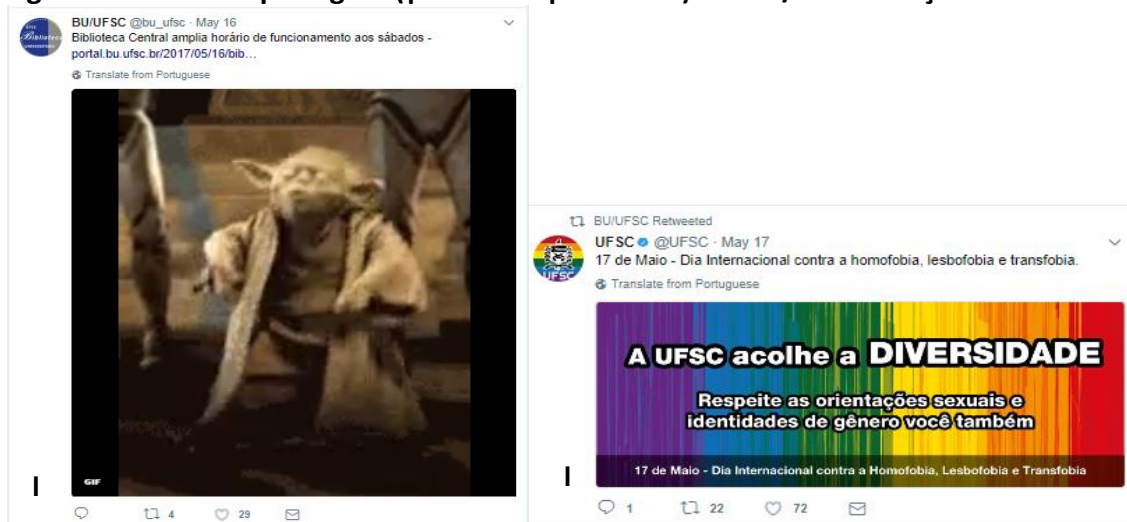 BU/UFSC @bu_ufsc · May 16
Biblioteca Central amplia horário de funcionamento aos sábados -
portal.bu.ufsc.br/2017/05/16/bib…
Translate from Portuguese
GIF
I
4
29
BU/UFSC Retweeted
UFSC @UFSC · May 17
17 de Maio - Dia Internacional contra a homofobia, lesbofobia e transfobia.
Translate from Portuguese
UFSC
A UFSC acolhe a DIVERSIDADE
Respeite as orientações sexuais e
identidades de gênero você também
17 de Maio - Dia Internacional contra a Homofobia, Lesbofobia e Transfobia
I
1
22
72